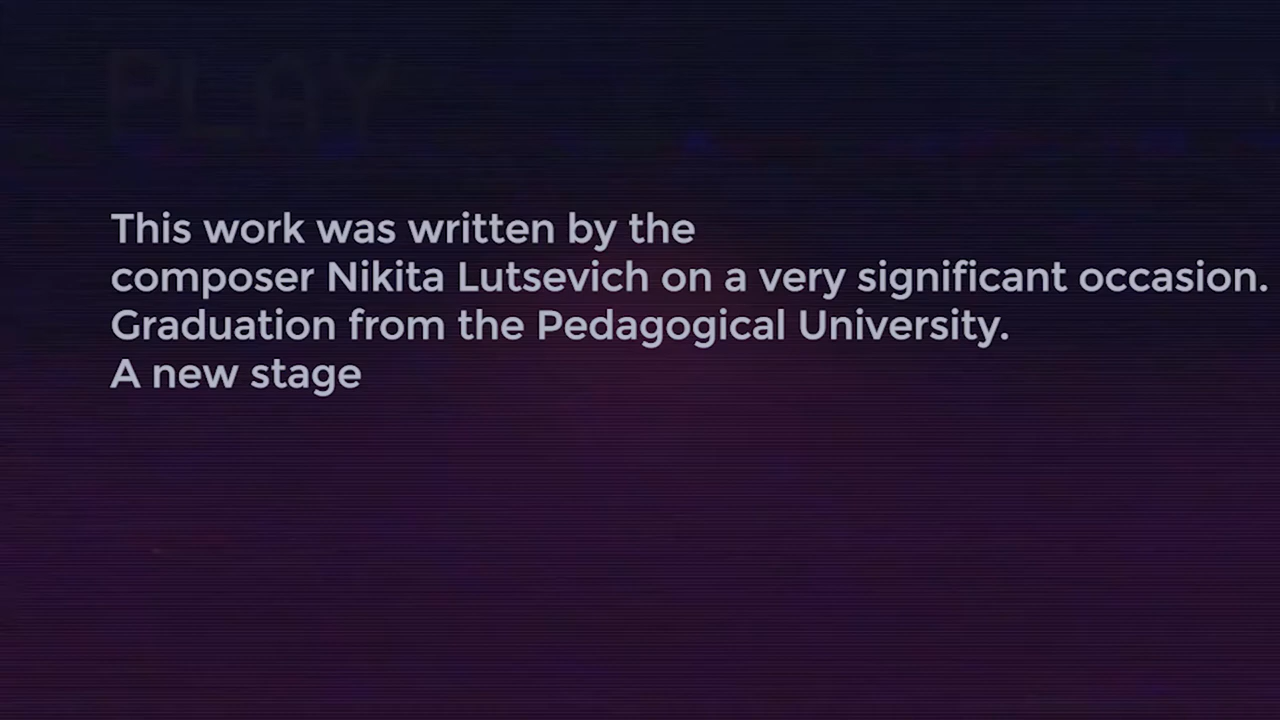 PLAY
This work was written by the
composer Nikita Lutsevich on a very significant occasion.
Graduation from the Pedagogical University.
A new stage